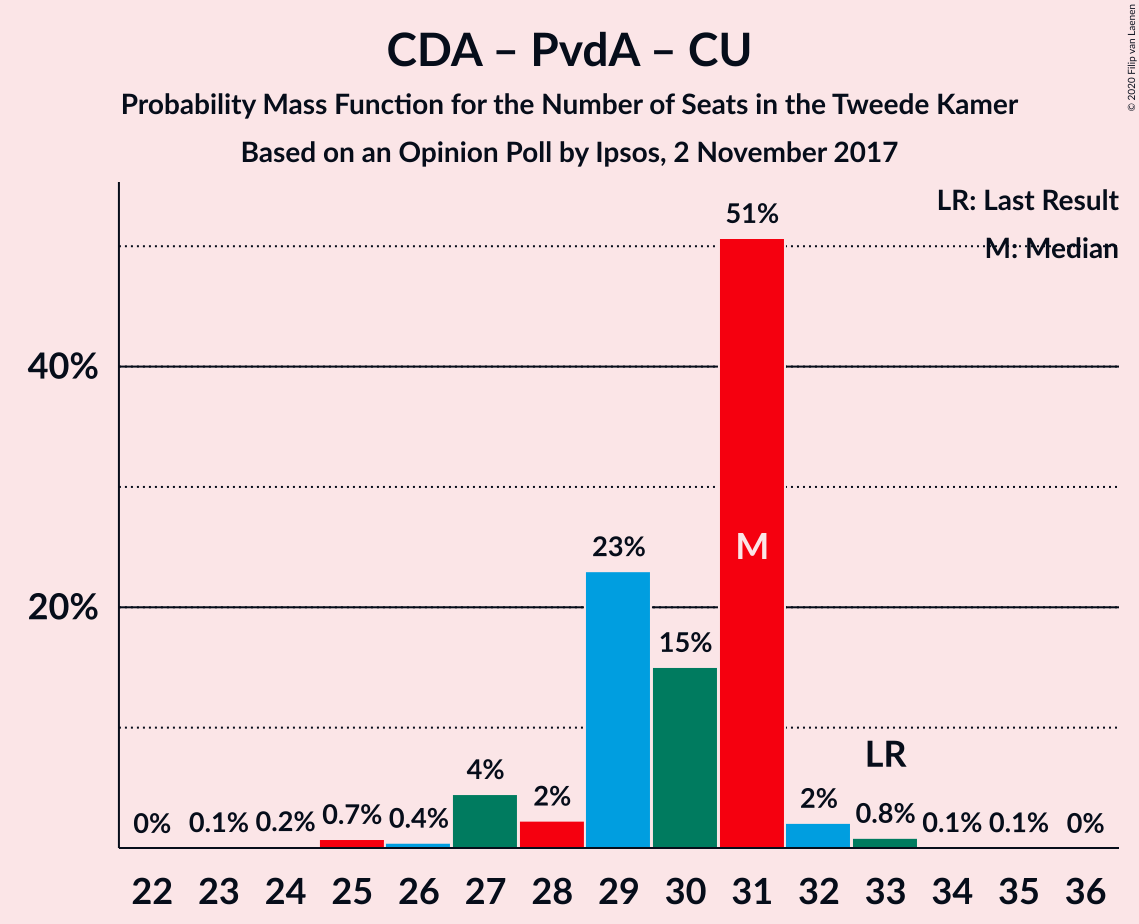 CDA – PvdA – CU
Probability Mass Function for the Number of Seats in the Tweede Kamer
Based on an Opinion Poll by Ipsos, 2 November 2017
© 2020 Filip van Laenen
LR: Last Result
M: Median
51%
40%
M
23%
20%
15%
LR
4%
2%
2%
0% 0.1% 0.2% 0.7% 0.4% 0.8% 0.1% 0.1% 0%
22 23 24 25 26 27 28 29 30 31 32 33 34 35 36